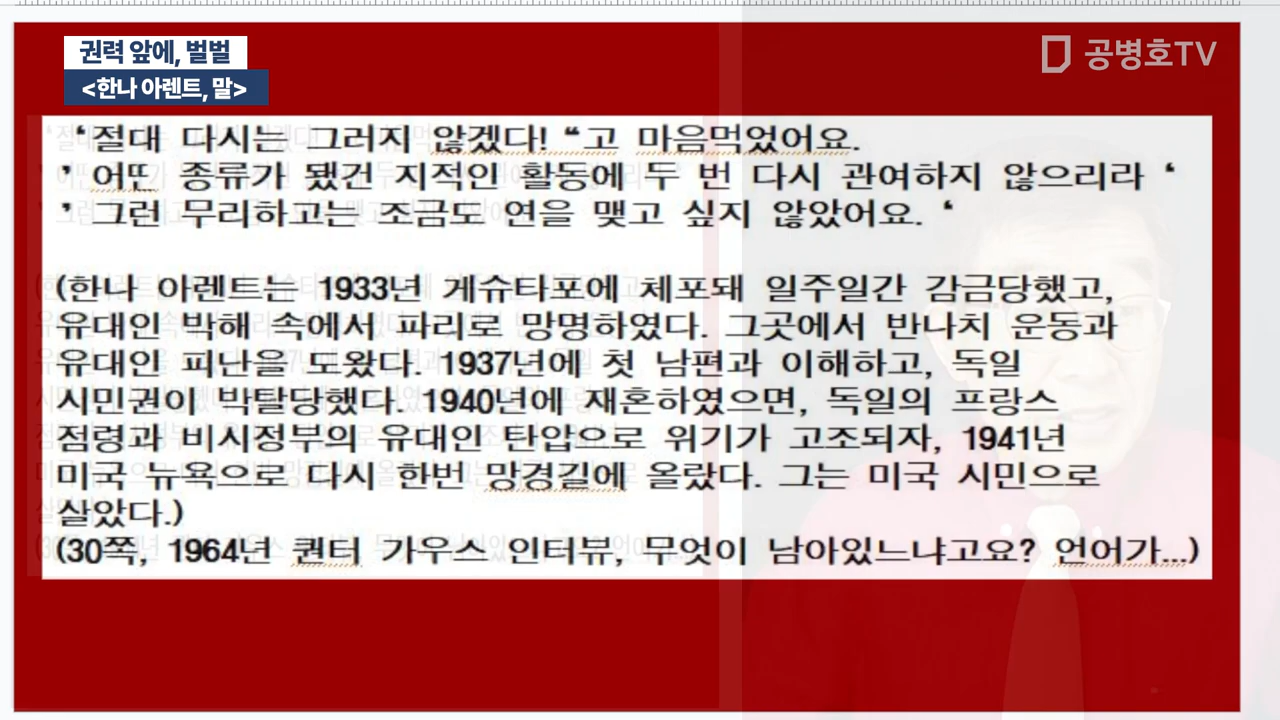 권력 앞에, 벌벌
<한나 아렌트, 말>
공병호TV
‘절대 다시는 그러지 않겠다! “고 마음먹었어요.
’ 어떤 종류가 됐건 지적인 활동에 두 번 다시 관여하지 않으리라 ‘
’ 그런 무리하고는 조금도 연을 맺고 싶지 않았어요. ‘
(한나 아렌트는 1933년 게슈타포에 체포돼 일주일간 감금당했고,
유대인 박해 속에서 파리로 망명하였다. 그곳에서 반나치 운동과
유대인 피난을 도왔다. 1937년에 첫 남편과 이해하고, 독일
시민권이 박탈당했다. 1940년에 재혼하였으면, 독일의 프랑스
점령과 비시정부의 유대인 탄압으로 위기가 고조되자, 1941년
미국 뉴욕으로 다시 한번 망경길에 올랐다. 그는 미국 시민으로
살았다.)
(30쪽, 1964년 퀀터 가우스 인터뷰, 무엇이 남아있느냐고요? 언어가...)